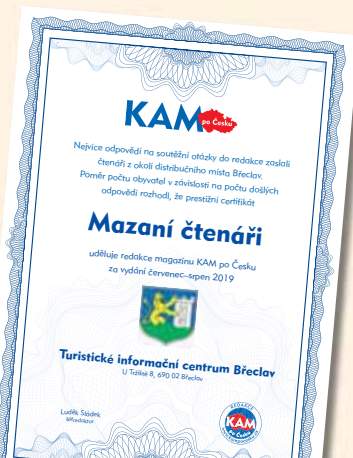 KAM po Česku
Nejvíce odpovědí na soutěžní otázky do redakce zaslali
čtenáři z okolí distribučního místa Břeclav.
Poměr počtu obyvatel v závislosti na počtu došlých
odpovědí rozhodl, že prestižní certifikát
Mazaní čtenáři
uděluje redakce magazínu KAM po Česku
za vydání červenec–srpen 2019
Turistické informační centrum Břeclav
U Tržiště 8, 690 02 Břeclav
Luděk Sládek
šéfredaktor
REDAKCE
KAM
po Česku